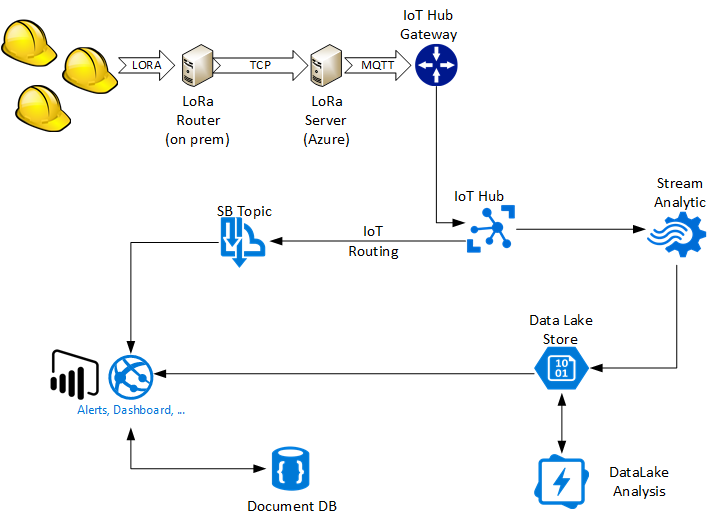 IoT Hub
Gateway
LORA
TCP
MQTT
LoRa
Router
(on prem)
LoRa
Server
(Azure)
Stream
Analytic
IoT Hub
SB Topic
IoT
Routing
Data Lake
Store
10
01
Alerts, Dashboard, ...
DataLake
Analysis
Document DB